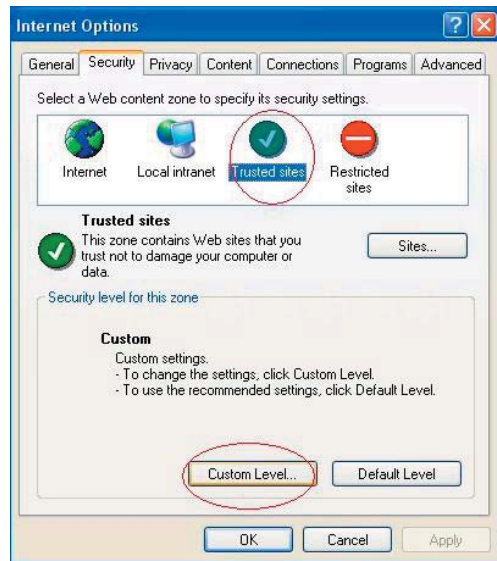 Internet Options
General Security Privacy Content Connections Programs Advanced
Select a Web content zone to specify its security settings.
Internet Local intranet Trusted sites Restricted
sites
Trusted sites
This zone contains Web sites that you
trust not to damage your computer or
data.
Sites...
Security level for this zone
Custom
Custom settings.
- To change the settings, click Custom Level.
- To use the recommended settings, click Default Level.
Custom Level... Default Level
OK Cancel Apply